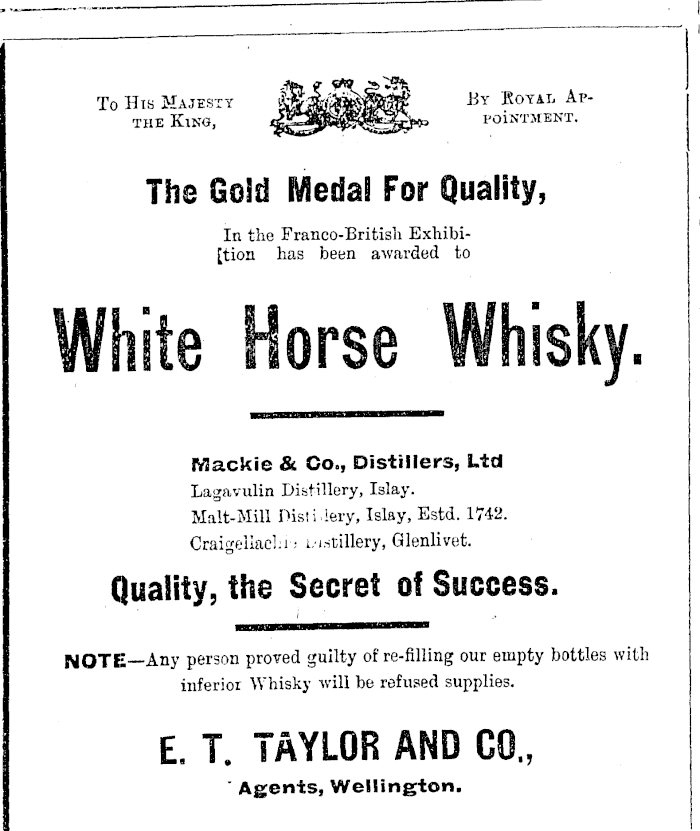 TO HIS MAJESTY
THE KING,
BY ROYAL AP-
POINTMENT.
The Gold Medal For Quality,
In the Franco-British Exhibi-
[tion has been awarded to
White Horse Whisky.
Mackie & Co., Distillers, Ltd
Lagavulin Distillery, Islay.
Malt-Mill Distillery, Islay, Estd. 1742.
Craigellachie Distillery, Glenlivet.
Quality, the Secret of Success.
NOTE—Any person proved guilty of re-filling our empty bottles with
inferior Whisky will be refused supplies.
E. T. TAYLOR AND CO.,
Agents, Wellington.